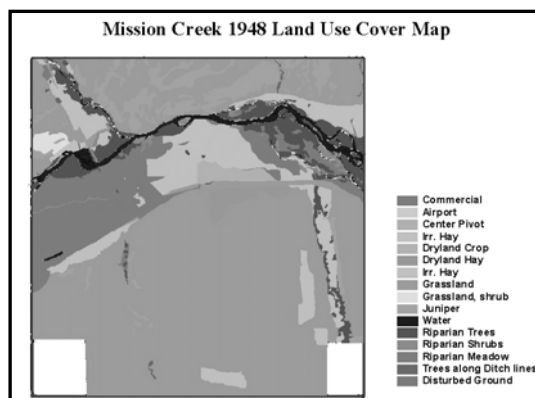 Mission Creek 1948 Land Use Cover Map
Commercial
Airport
Center Pivot
Irr. Hay
Dryland Crop
Dryland Hay
Irr. Hay
Grassland
Grassland, shrub
Juniper
Water
Riparian Trees
Riparian Shrubs
Riparian Meadow
Trees along Ditch lines
Disturbed Ground